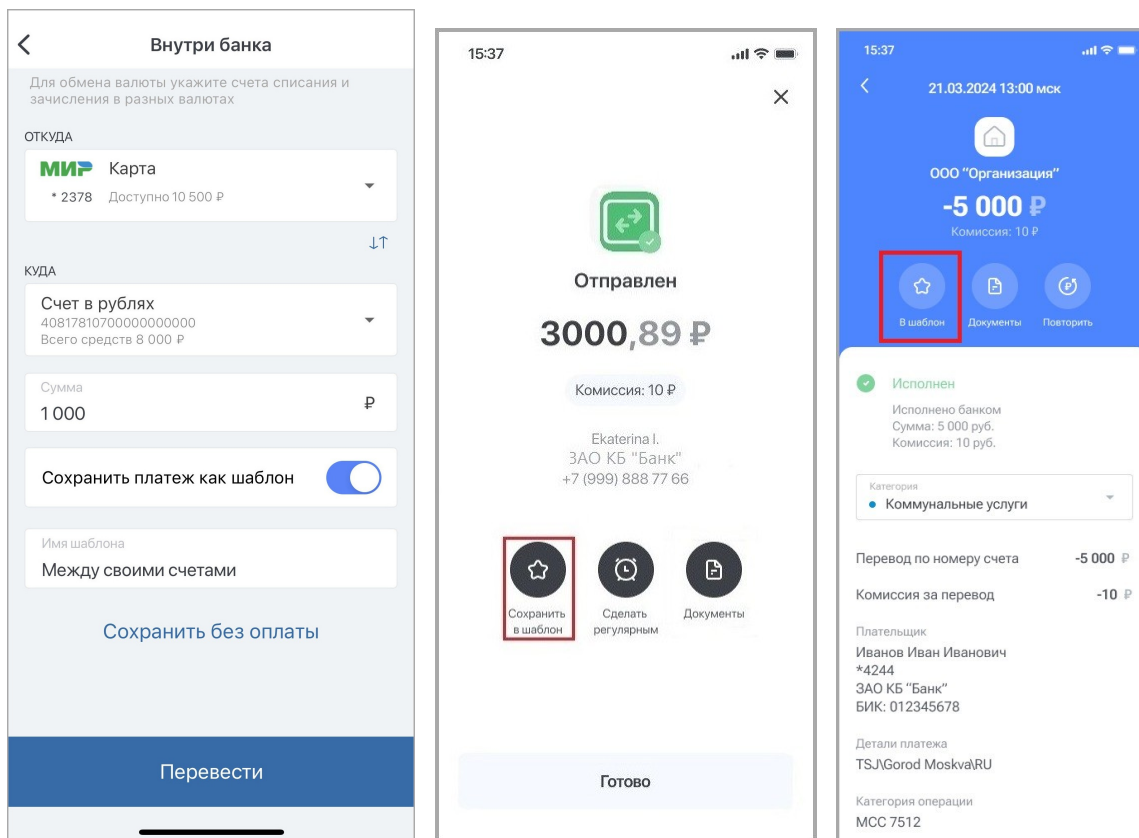 Внутри банка
Для обмена валюты укажите счета списания и
зачисления в разных валютах
ОТКУДА
МИР Карта
* 2378 Доступно 10 500 ₽
КУДА
Счет в рублях
40817810700000000000
Всего средств 8 000 ₽
Сумма
1 000 ₽
Сохранить платеж как шаблон
Имя шаблона
Между своими счетами
Сохранить без оплаты
Перевести
15:37
Отправлен
3000,89 ₽
Комиссия: 10 ₽
Ekaterina I.
ЗАО КБ "Банк"
+7 (999) 888 77 66
Сохранить
в шаблон
Сделать
регулярным
Документы
Готово
15:37
21.03.2024 13:00 мск
ООО “Организация”
-5 000 ₽
Комиссия: 10 ₽
В шаблон Документы Повторить
Исполнен
Исполнено банком
Сумма: 5 000 руб.
Комиссия: 10 руб.
Категория
Коммунальные услуги
Перевод по номеру счета -5 000 ₽
Комиссия за перевод -10 ₽
Плательщик
Иванов Иван Иванович
*4244
ЗАО КБ “Банк”
БИК: 012345678
Детали платежа
TSJ\Gorod Moskva\RU
Категория операции
MCC 7512